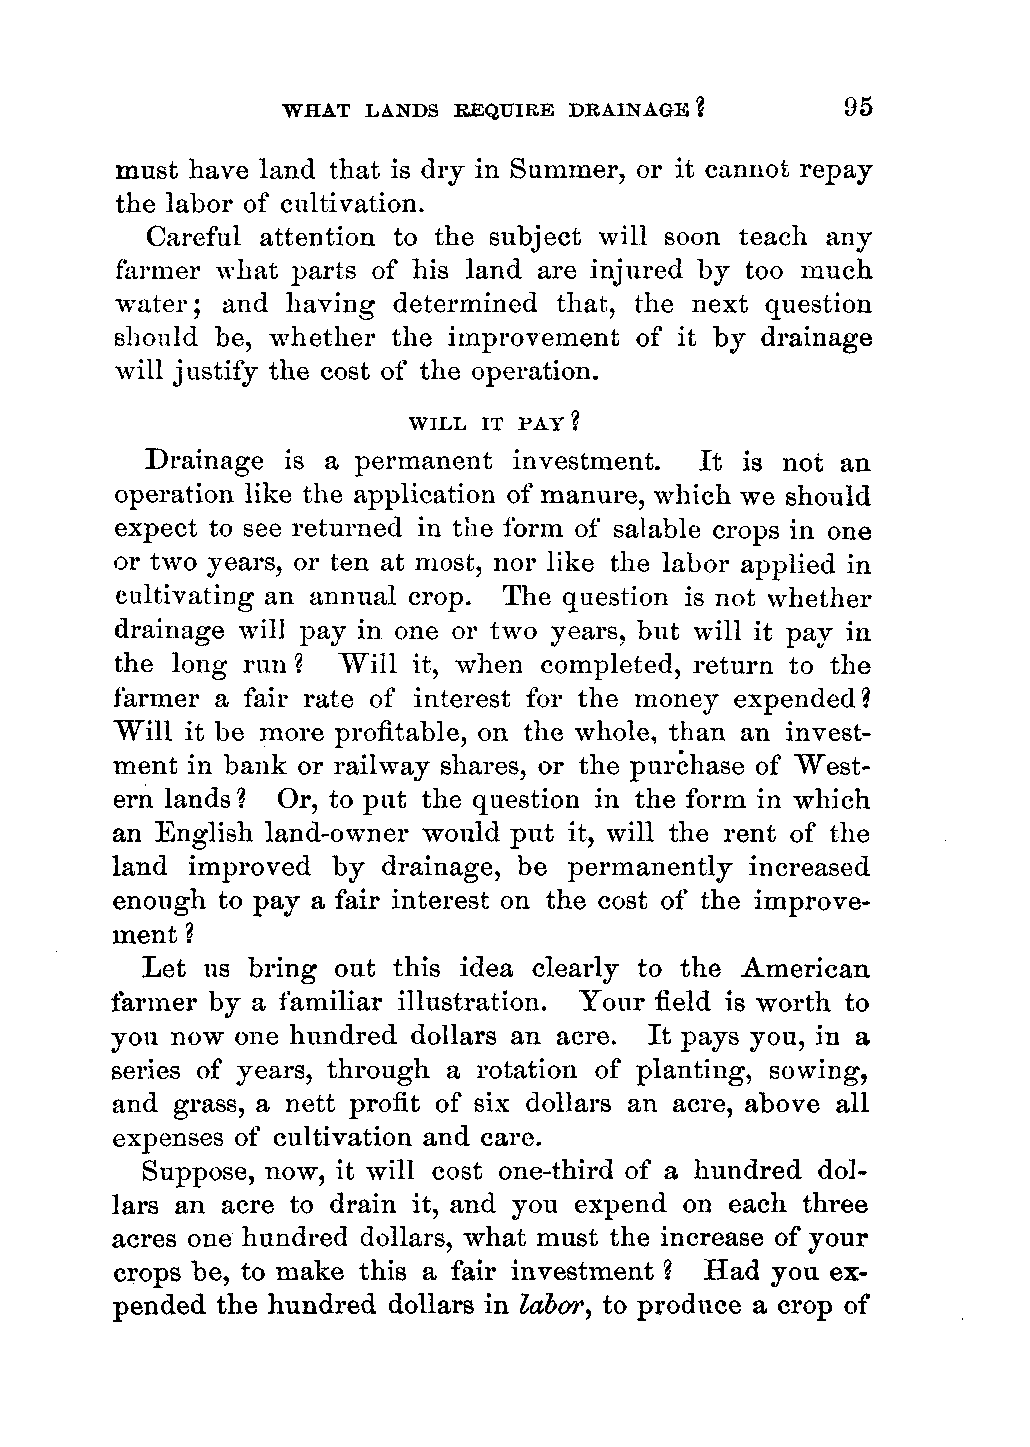 WHAT LANDS REQUIRE DRAINAGE? 95
must have land that is dry in Summer, or it cannot repay
the labor of cultivation.
Careful attention to the subject will soon teach any
farmer what parts of his land are injured by too much
water; and having determined that, the next question
should be, whether the improvement of it by drainage
will justify the cost of the operation.
WILL IT PAY?
Drainage is a permanent investment. It is not an
operation like the application of manure, which we should
expect to see returned in the form of salable crops in one
or two years, or ten at most, nor like the labor applied in
cultivating an annual crop. The question is not whether
drainage will pay in one or two years, but will it pay in
the long run? Will it, when completed, return to the
farmer a fair rate of interest for the money expended?
Will it be more profitable, on the whole, than an invest-
ment in bank or railway shares, or the purchase of West-
ern lands? Or, to put the question in the form in which
an English land-owner would put it, will the rent of the
land improved by drainage, be permanently increased
enough to pay a fair interest on the cost of the improve-
ment?
Let us bring out this idea clearly to the American
farmer by a familiar illustration. Your field is worth to
you now one hundred dollars an acre. It pays you, in a
series of years, through a rotation of planting, sowing,
and grass, a nett profit of six dollars an acre, above all
expenses of cultivation and care.
Suppose, now, it will cost one-third of a hundred dol-
lars an acre to drain it, and you expend on each three
acres one hundred dollars, what must the increase of your
crops be, to make this a fair investment? Had you ex-
pended the hundred dollars in labor, to produce a crop of